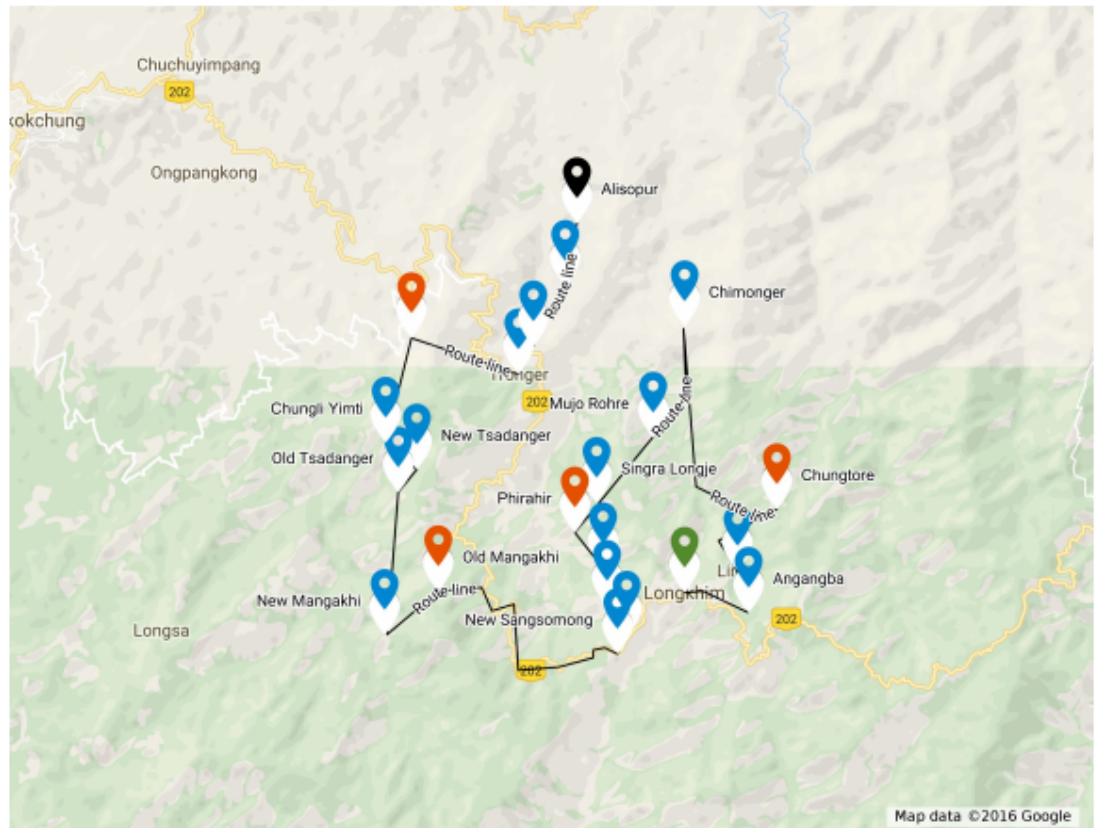 Chuchuyimpang
202
kokchung
Ongpangkong
Alisopur
Route line
Chimonger
Route-line
202
Mujo Rohre
Chungli Yimti
New Tsadanger
Old Tsadanger
Route-line
Singra Longje
Chungtore
Phirahir
Route-line
Old Mangakhi
Angangba
Longkhim
New Mangakhi
Route-line
New Sangsomong
202
Longsa
202
Map data ©2016 Google